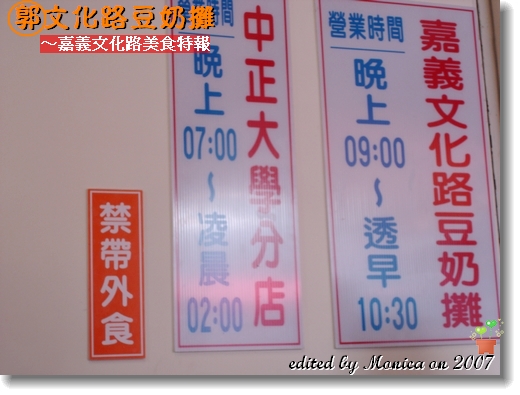 郭文化路豆奶攤
～嘉義文化路美食特報
嘉義文化路豆奶攤
營業時間
晚上
09:00
～
透早
10:30
中正大學分店
營業時間
晚上
07:00
～
凌晨
02:00
禁帶外食
edited by Monica on 2007